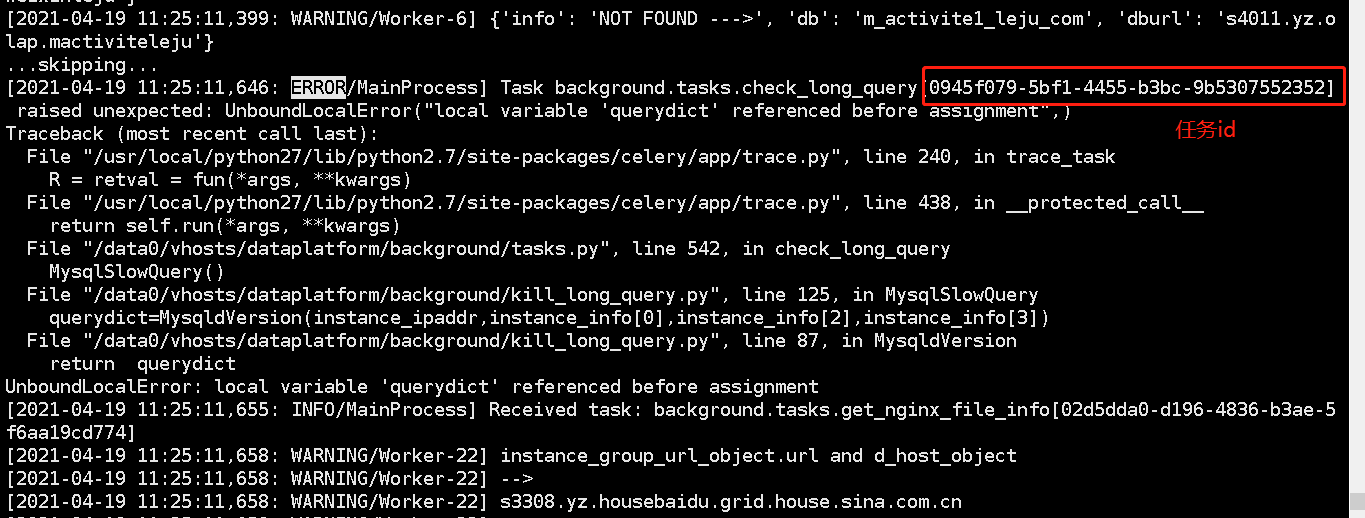 [2021-04-19 11:25:11,399: WARNING/Worker-6] {'info': 'NOT FOUND --->', 'db': 'm_activite1_leju_com', 'dburl': 's4011.yz.o
lap.mactiviteleju'}
...skipping...
[2021-04-19 11:25:11,646: ERROR/MainProcess] Task background.tasks.check_long_query[0945f079-5bf1-4455-b3bc-9b5307552352]
 raised unexpected: UnboundLocalError("local variable 'querydict' referenced before assignment",)
任务id
Traceback (most recent call last):
  File "/usr/local/python27/lib/python2.7/site-packages/celery/app/trace.py", line 240, in trace_task
    R = retval = fun(*args, **kwargs)
  File "/usr/local/python27/lib/python2.7/site-packages/celery/app/trace.py", line 438, in __protected_call__
    return self.run(*args, **kwargs)
  File "/data0/vhosts/dataplatform/background/tasks.py", line 542, in check_long_query
    MysqlSlowQuery()
  File "/data0/vhosts/dataplatform/background/kill_long_query.py", line 125, in MysqlSlowQuery
    querydict=MysqldVersion(instance_ipaddr,instance_info[0],instance_info[2],instance_info[3])
  File "/data0/vhosts/dataplatform/background/kill_long_query.py", line 87, in MysqldVersion
    return  querydict
UnboundLocalError: local variable 'querydict' referenced before assignment
[2021-04-19 11:25:11,655: INFO/MainProcess] Received task: background.tasks.get_nginx_file_info[02d5dda0-d196-4836-b3ae-5
f6aa19cd774]
[2021-04-19 11:25:11,658: WARNING/Worker-22] instance_group_url_object.url and d_host_object
[2021-04-19 11:25:11,658: WARNING/Worker-22] -->
[2021-04-19 11:25:11,658: WARNING/Worker-22] s3308.yz.housebaidu.grid.house.sina.com.cn